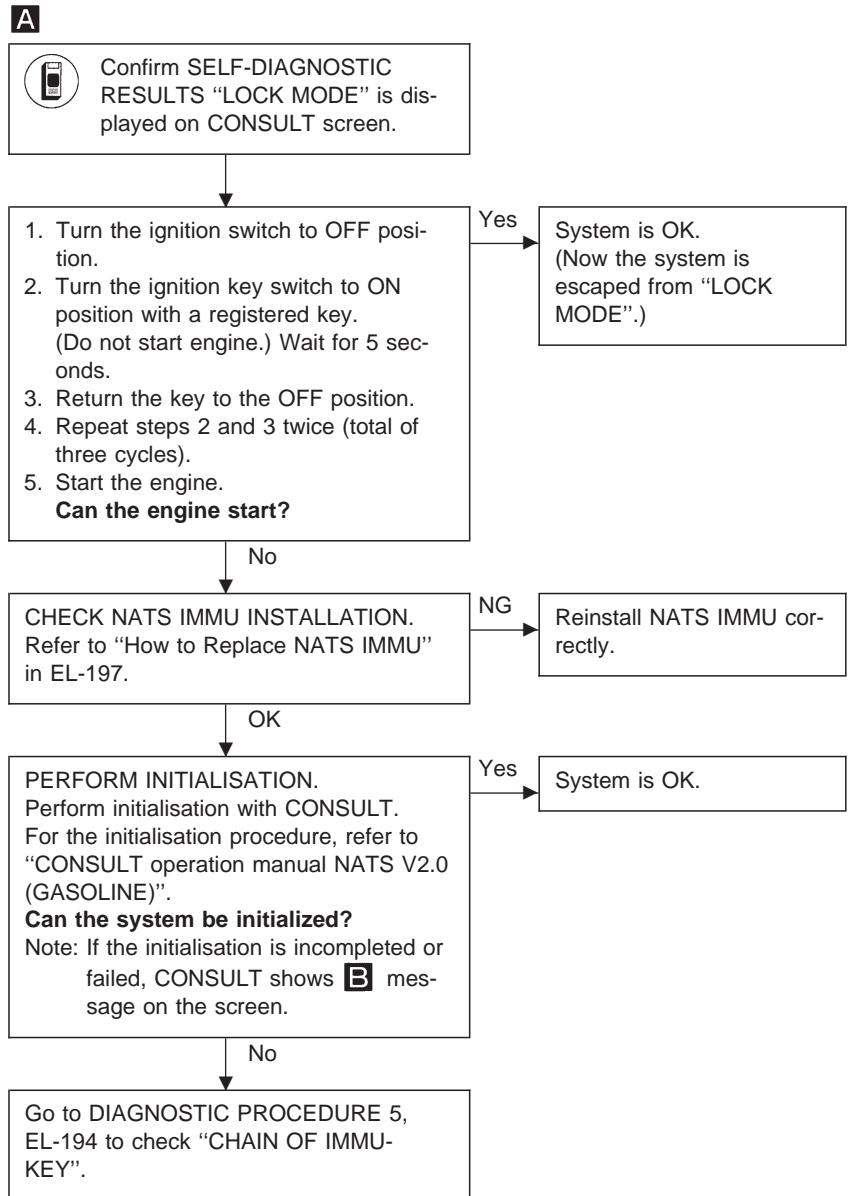 A
Confirm SELF-DIAGNOSTIC
RESULTS ‘‘LOCK MODE’’ is dis-
played on CONSULT screen.
1. Turn the ignition switch to OFF posi-
tion.
2. Turn the ignition key switch to ON
position with a registered key.
(Do not start engine.) Wait for 5 sec-
onds.
3. Return the key to the OFF position.
4. Repeat steps 2 and 3 twice (total of
three cycles).
5. Start the engine.
Can the engine start?
Yes
System is OK.
(Now the system is
escaped from ‘‘LOCK
MODE’’.)
No
CHECK NATS IMMU INSTALLATION.
Refer to ‘‘How to Replace NATS IMMU’’
in EL-197.
NG
Reinstall NATS IMMU cor-
rectly.
OK
PERFORM INITIALISATION.
Perform initialisation with CONSULT.
For the initialisation procedure, refer to
‘‘CONSULT operation manual NATS V2.0
(GASOLINE)’’.
Can the system be initialized?
Note: If the initialisation is incompleted or
failed, CONSULT shows B mes-
sage on the screen.
Yes
System is OK.
No
Go to DIAGNOSTIC PROCEDURE 5,
EL-194 to check ‘‘CHAIN OF IMMU-
KEY’’.